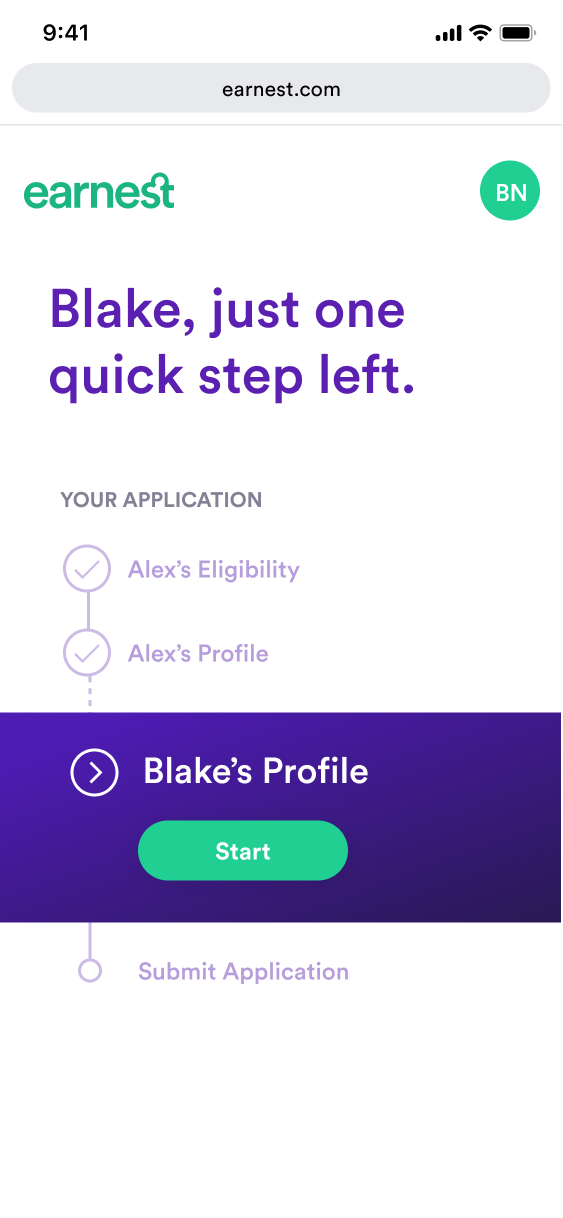 9:41
earnest.com
earnest
BN
Blake, just one
quick step left.
YOUR APPLICATION
Alex’s Eligibility
Alex’s Profile
Blake’s Profile
Start
Submit Application